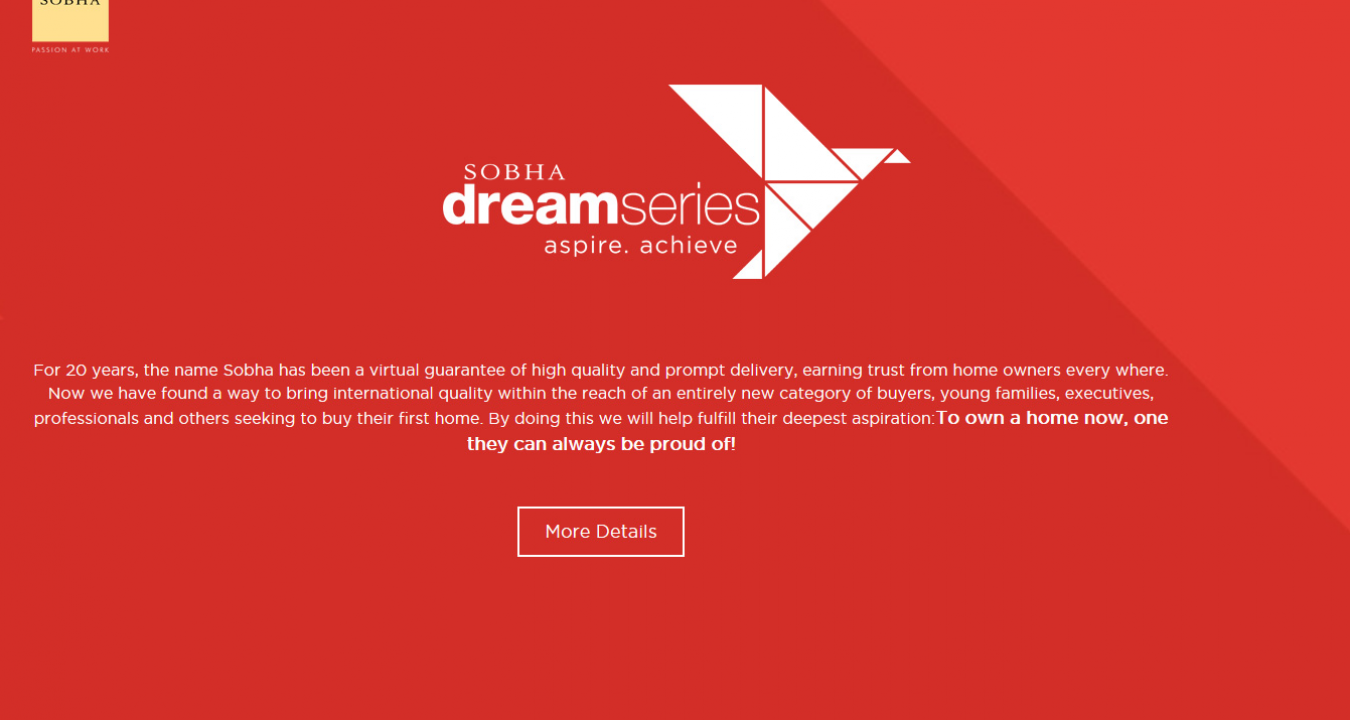 SOBHA
PASSION AT WORK
SOBHA
dreamseries
aspire. achieve
For 20 years, the name Sobha has been a virtual guarantee of high quality and prompt delivery, earning trust from home owners every where.
Now we have found a way to bring international quality within the reach of an entirely new category of buyers, young families, executives,
professionals and others seeking to buy their first home. By doing this we will help fulfill their deepest aspiration:To own a home now, one
they can always be proud of!
More Details